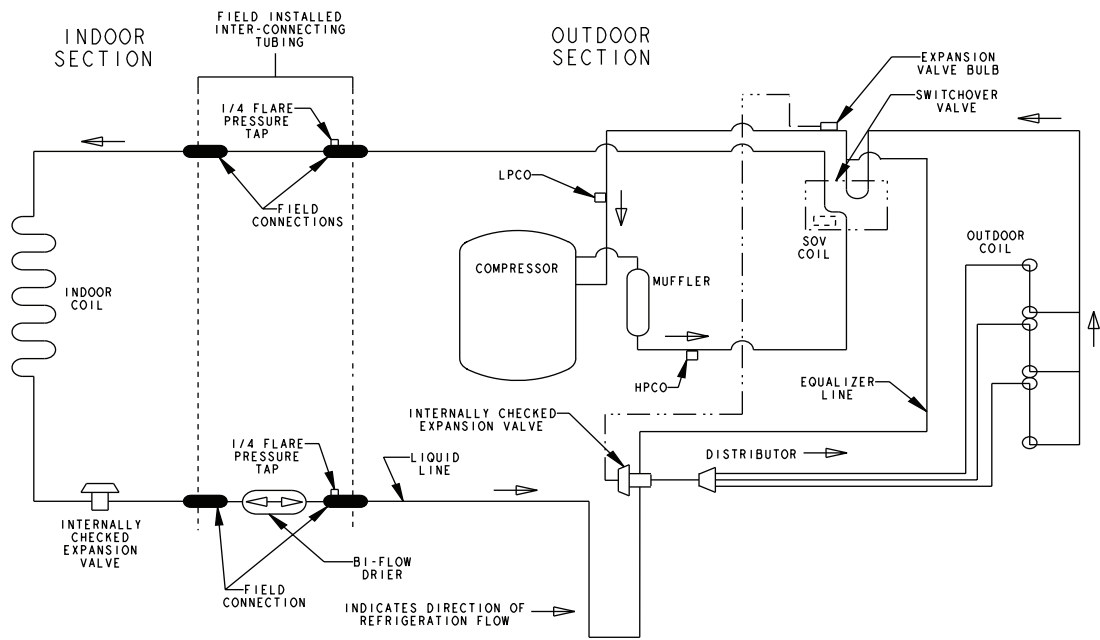 FIELD INSTALLED
INTER-CONNECTING
TUBING
INDOOR
SECTION
OUTDOOR
SECTION
EXPANSION
VALVE BULB
SWITCHOVER
VALVE
1/4 FLARE
PRESSURE
TAP
LPCO
FIELD
CONNECTIONS
SOV
COIL
OUTDOOR
COIL
COMPRESSOR
MUFFLER
INDOOR
COIL
HPCO
EQUALIZER
LINE
INTERNALLY CHECKED
EXPANSION VALVE
1/4 FLARE
PRESSURE
TAP
LIQUID
LINE
DISTRIBUTOR
INTERNALLY
CHECKED
EXPANSION
VALVE
BI-FLOW
DRIER
FIELD
CONNECTION
INDICATES DIRECTION OF
REFRIGERATION FLOW